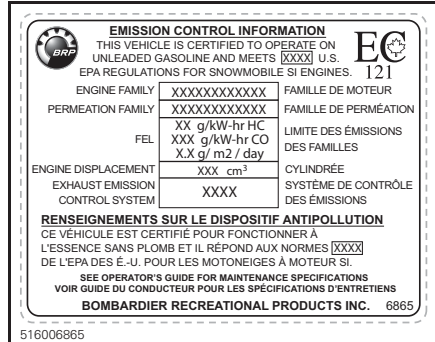 EMISSION CONTROL INFORMATION
BRP
THIS VEHICLE IS CERTIFIED TO OPERATE ON
UNLEADED GASOLINE AND MEETS XXXX U.S.
EPA REGULATIONS FOR SNOWMOBILE SI ENGINES.
EC
121
ENGINE FAMILY XXXXXXXXXXXX FAMILLE DE MOTEUR
PERMEATION FAMILY XXXXXXXXXXXX FAMILLE DE PERMÉATION
FEL
XX g/kW-hr HC
XXX g/kW-hr CO
X.X g/ m2 / day
LIMITE DES ÉMISSIONS
DES FAMILLES
ENGINE DISPLACEMENT XXX cm³ CYLINDRÉE
EXHAUST EMISSION
CONTROL SYSTEM
XXXX
SYSTÈME DE CONTRÔLE
DES ÉMISSIONS
RENSEIGNEMENTS SUR LE DISPOSITIF ANTIPOLLUTION
CE VÉHICULE EST CERTIFIÉ POUR FONCTIONNER À
L'ESSENCE SANS PLOMB ET IL RÉPOND AUX NORMES XXXX
DE L'EPA DES É.-U. POUR LES MOTONEIGES À MOTEUR SI.
SEE OPERATOR'S GUIDE FOR MAINTENANCE SPECIFICATIONS
VOIR GUIDE DU CONDUCTEUR POUR LES SPÉCIFICATIONS D'ENTRETIENS
BOMBARDIER RECREATIONAL PRODUCTS INC. 6865
516006865